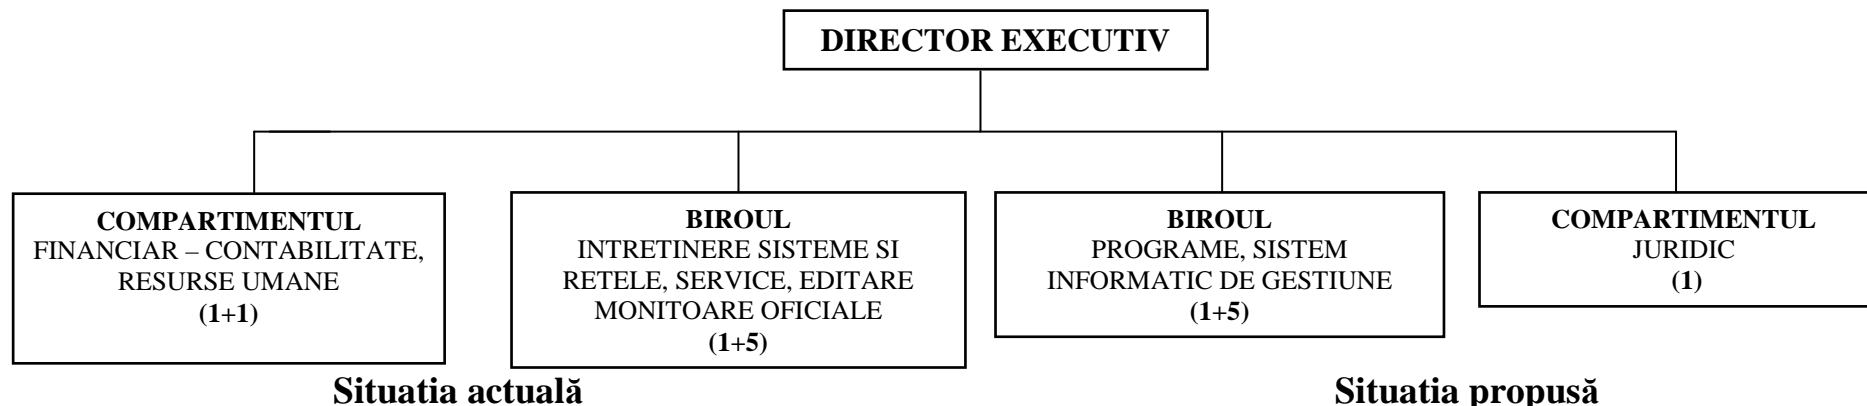 DIRECTOR EXECUTIV
COMPARTIMENTUL
FINANCIAR – CONTABILITATE,
RESURSE UMANE
(1+1)
BIROUL
INTRETINERE SISTEME SI
RETELE, SERVICE, EDITARE
MONITOARE OFICIALE
(1+5)
BIROUL
PROGRAME, SISTEM
INFORMATIC DE GESTIUNE
(1+5)
COMPARTIMENTUL
JURIDIC
(1)
Situatia actuală
Situatia propusă